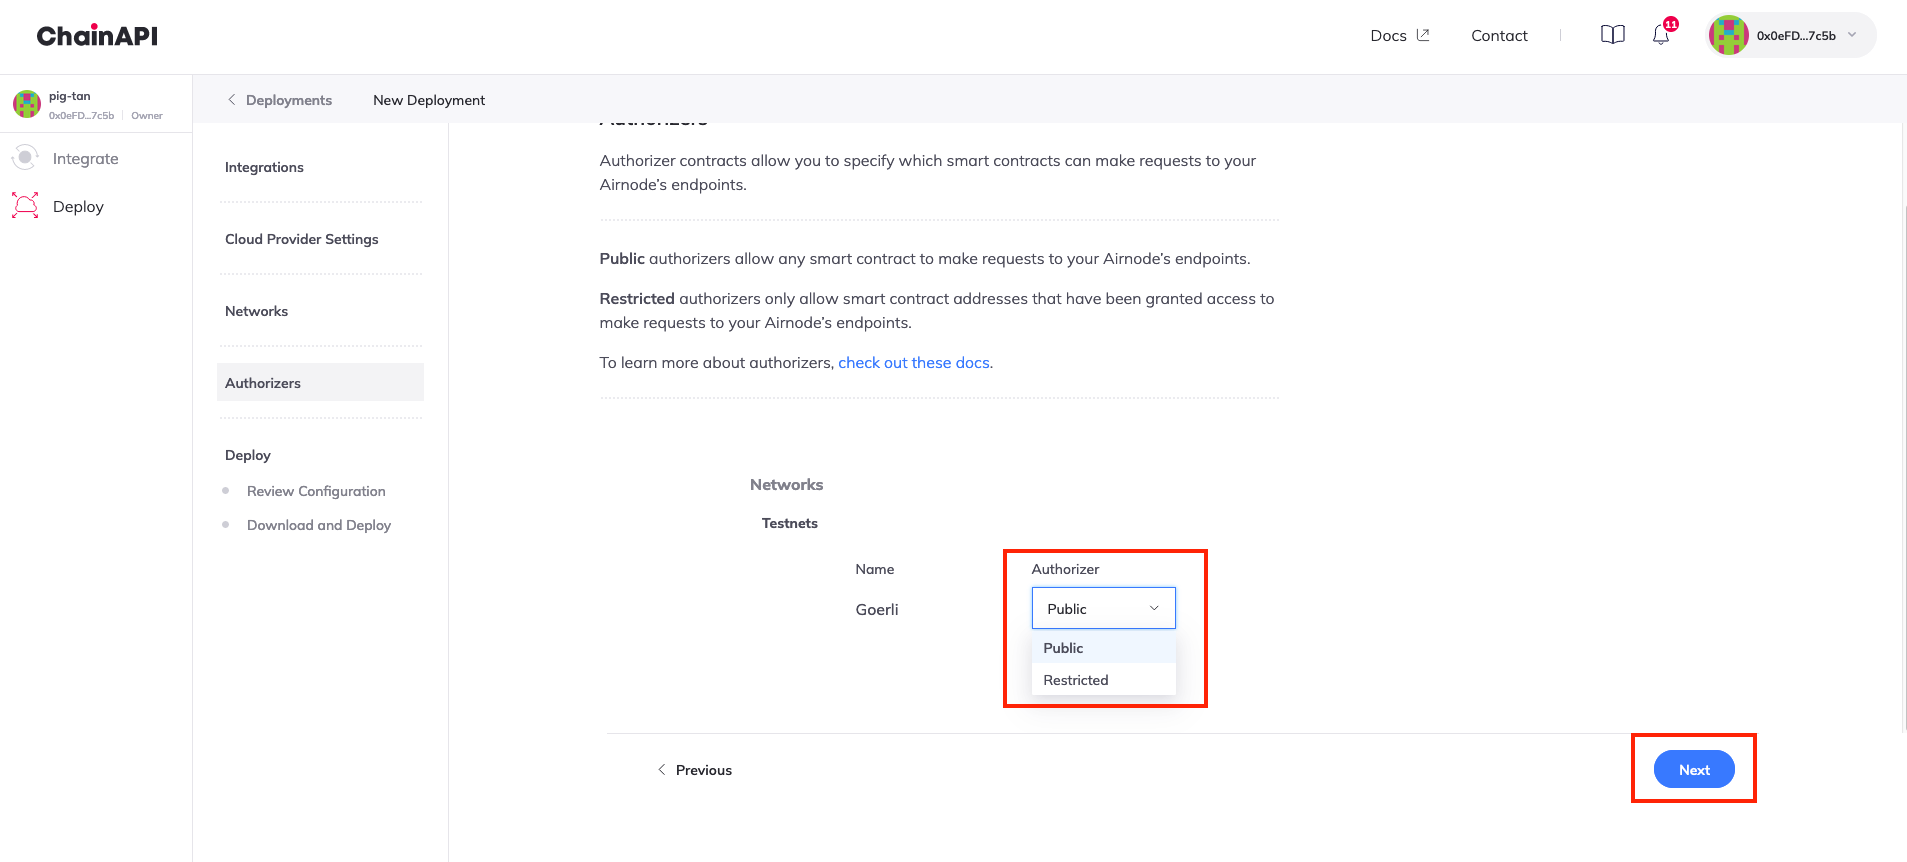 ChainAPI
Docs
Contact
11
0x0eFD...7c5b
pig-tan
0x0eFD...7c5b
Owner
Integrate
Deploy
Deployments
New Deployment
Integrations
Cloud Provider Settings
Networks
Authorizers
Deploy
Review Configuration
Download and Deploy
Authorizers
Authorizer contracts allow you to specify which smart contracts can make requests to your
Airnode’s endpoints.
Public authorizers allow any smart contract to make requests to your Airnode’s endpoints.
Restricted authorizers only allow smart contract addresses that have been granted access to
make requests to your Airnode’s endpoints.
To learn more about authorizers, check out these docs.
Networks
Testnets
Name
Authorizer
Goerli
Public
Public
Restricted
Previous
Next